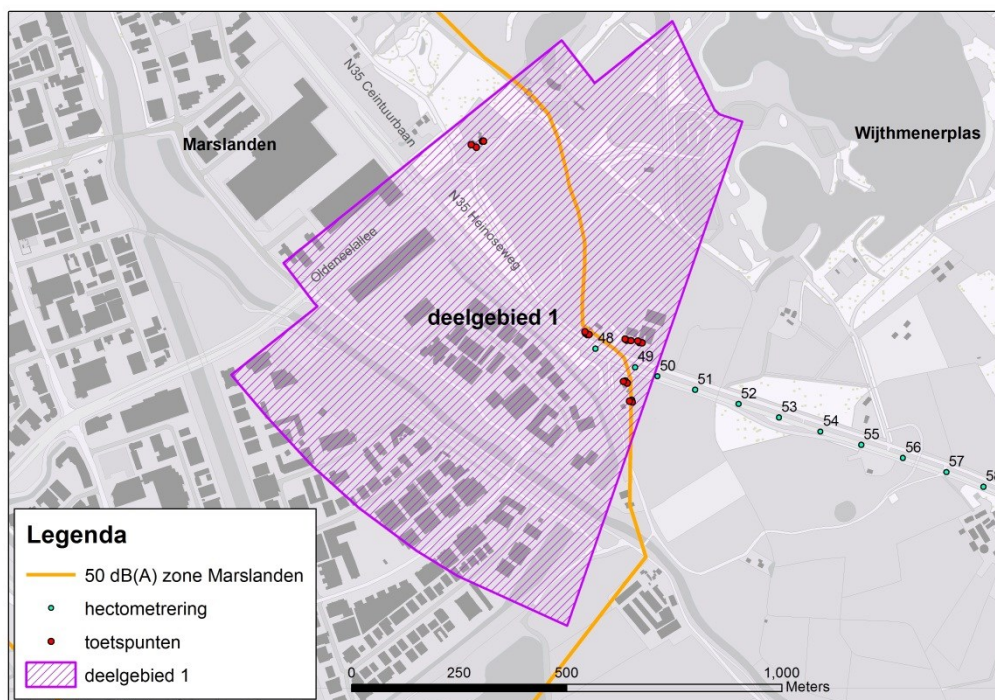 N35 Ceintuurbaan
Marslanden
Wijthmenerplas
N35 Heinoseweg
Oldeneelallee
deelgebied 1
48
49
50
51
52
53
54
55
56
57
58
Legenda
50 dB(A) zone Marslanden
hectometrering
toetspunten
deelgebied 1
0
250
500
1,000
Meters